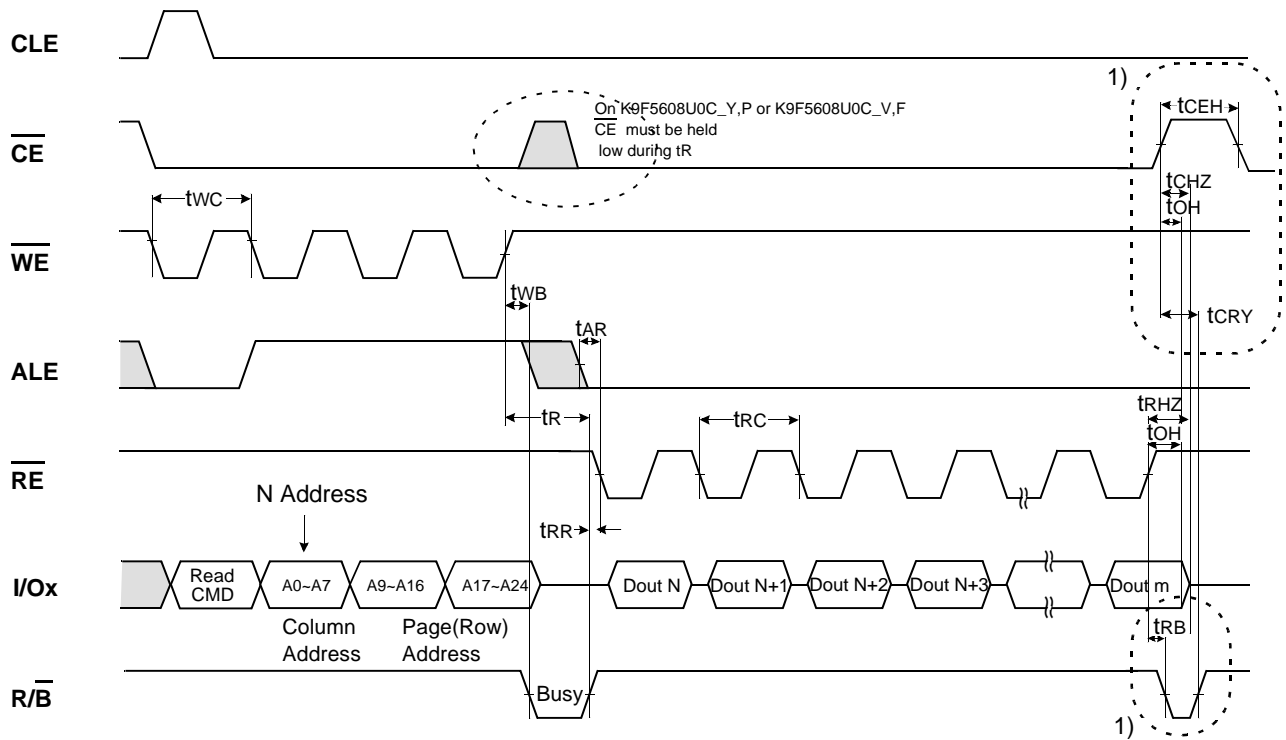 CLE
1)
tCEH
On K9F5608U0C_Y,P or K9F5608U0C_V,F
CE must be held
low during tR
CE
tCHZ
tOH
tWC
WE
tWB
tCRY
tAR
ALE
tR
tRC
tRHZ
tOH
RE
N Address
tRR
I/Ox
Read
CMD
A0~A7
A9~A16
A17~A24
Dout N
Dout N+1
Dout N+2
Dout N+3
Dout m
Column
Address
Page(Row)
Address
tRB
R/B
Busy
1)